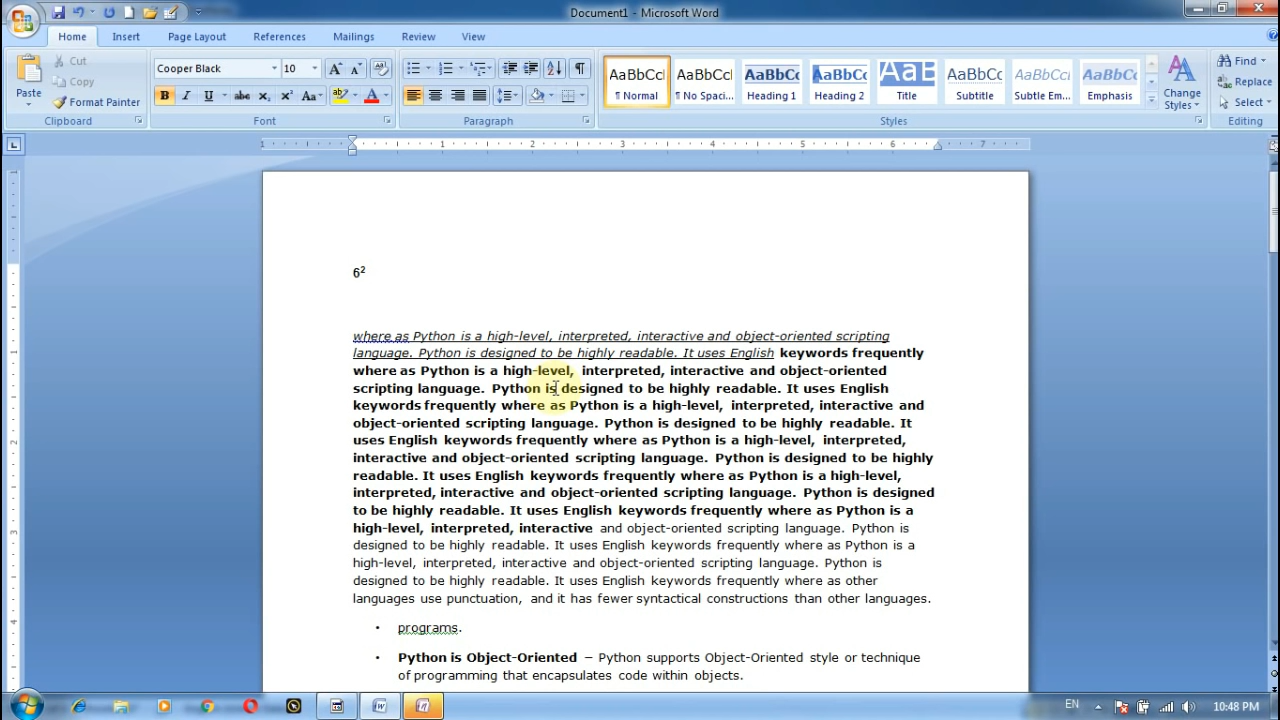 Document1 - Microsoft Word
Home Insert Page Layout References Mailings Review View
Paste
Cut
Copy
Format Painter
Clipboard
Cooper Black 10
B I U abc x₂ x² Aa
Font
Paragraph
AaBbCcI AaBbCcI AaBbCc AaBbCc AaB AaBbCc AaBbCcI AaBbCcI
¶ Normal ¶ No Spaci... Heading 1 Heading 2 Title Subtitle Subtle Em... Emphasis
Styles
Change
Styles
Find
Replace
Select
Editing
1 1 2 3 4 5 6 7
6²
where as Python is a high-level, interpreted, interactive and object-oriented scripting
language. Python is designed to be highly readable. It uses English keywords frequently
where as Python is a high-level, interpreted, interactive and object-oriented
scripting language. Python is designed to be highly readable. It uses English
keywords frequently where as Python is a high-level, interpreted, interactive and
object-oriented scripting language. Python is designed to be highly readable. It
uses English keywords frequently where as Python is a high-level, interpreted,
interactive and object-oriented scripting language. Python is designed to be highly
readable. It uses English keywords frequently where as Python is a high-level,
interpreted, interactive and object-oriented scripting language. Python is designed
to be highly readable. It uses English keywords frequently where as Python is a
high-level, interpreted, interactive and object-oriented scripting language. Python is
designed to be highly readable. It uses English keywords frequently where as Python is a
high-level, interpreted, interactive and object-oriented scripting language. Python is
designed to be highly readable. It uses English keywords frequently where as other
languages use punctuation, and it has fewer syntactical constructions than other languages.
• programs.
• Python is Object-Oriented − Python supports Object-Oriented style or technique
of programming that encapsulates code within objects.
EN 10:48 PM